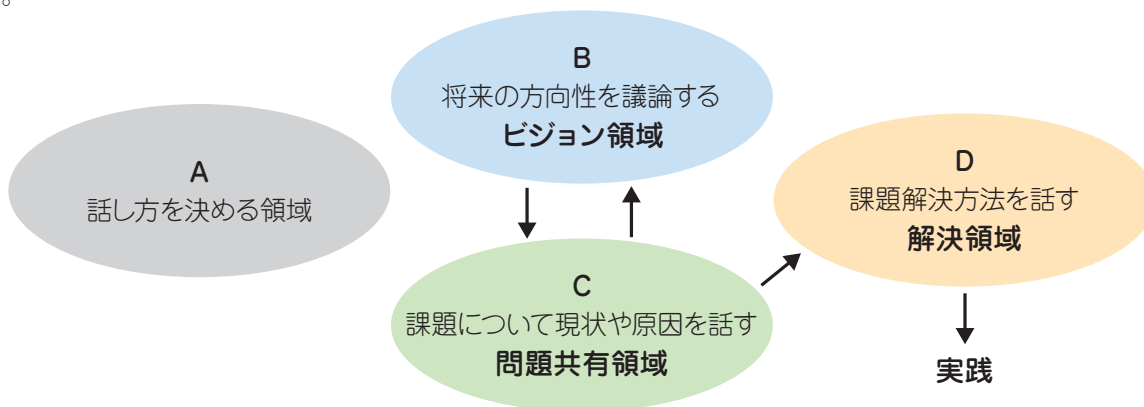 。
A
話し方を決める領域
B
将来の方向性を議論する
ビジョン領域
C
課題について現状や原因を話す
問題共有領域
D
課題解決方法を話す
解決領域
実践